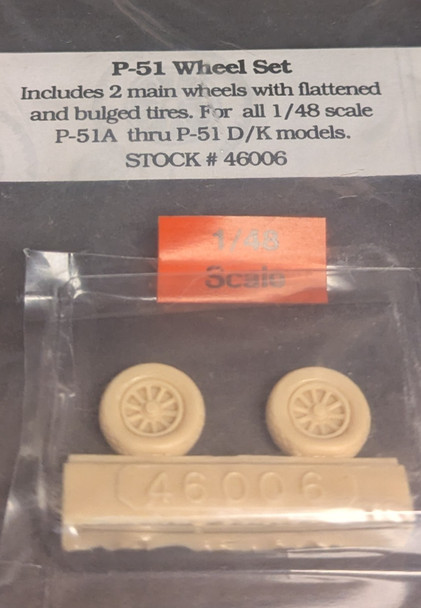 P-51 Wheel Set
Includes 2 main wheels with flattened
and bulged tires. For all 1/48 scale
P-51A thru P-51 D/K models.
STOCK # 46006
1/48
Scale
46006